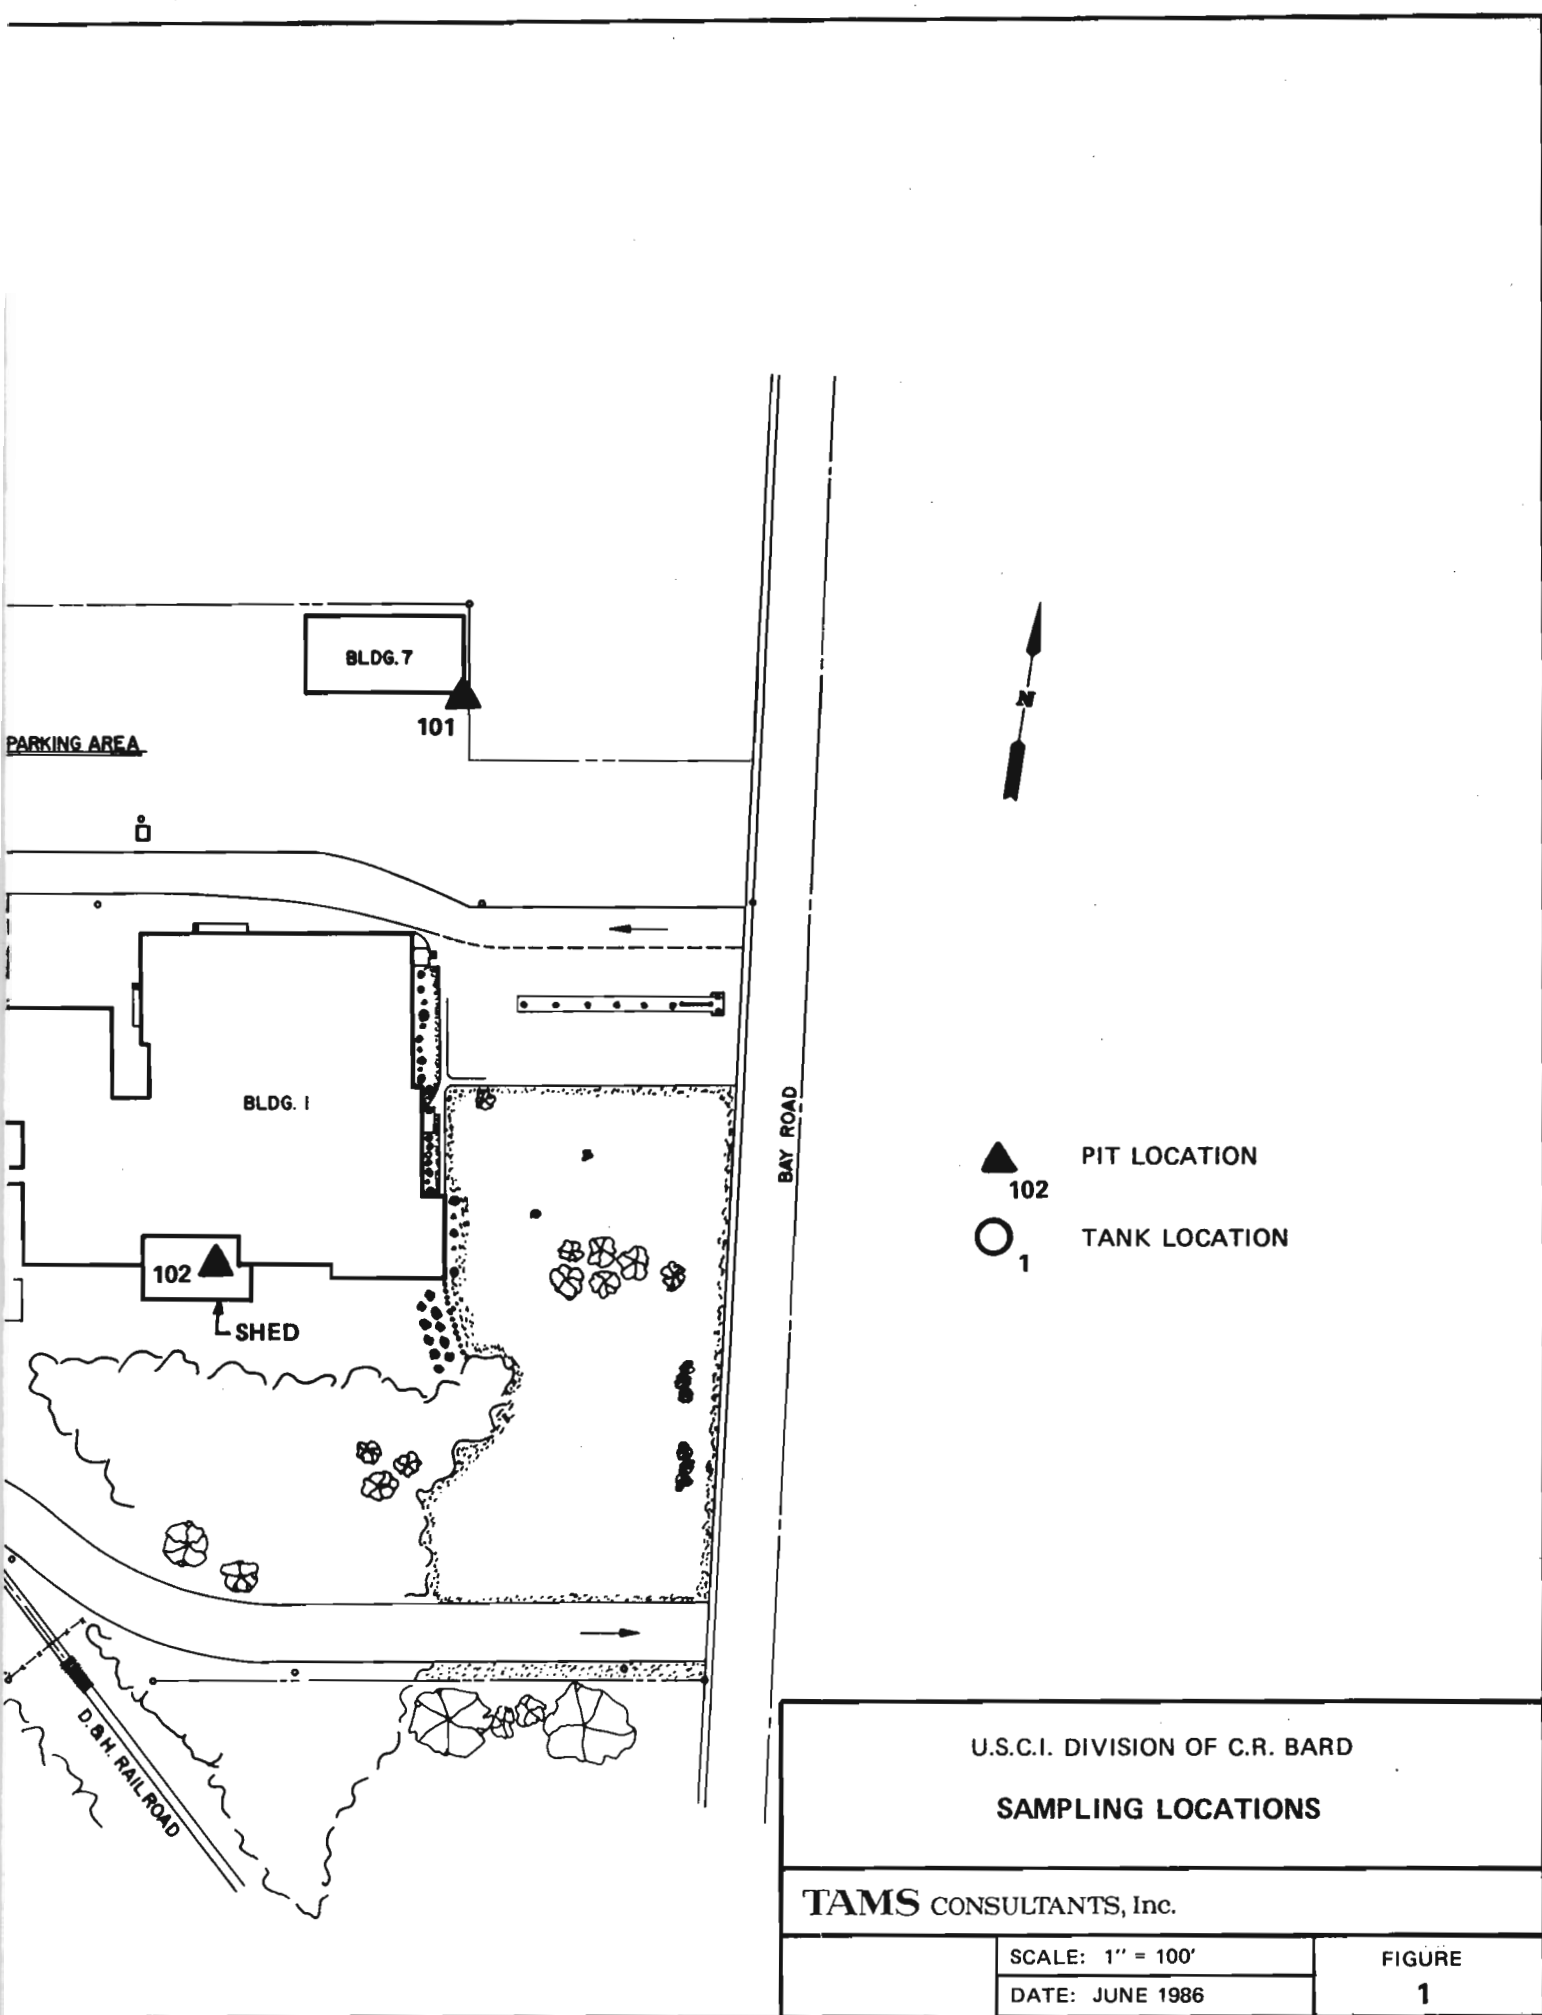 BLDG. 7
101
PARKING AREA
N
BLDG. 1
BAY ROAD
PIT LOCATION
102
TANK LOCATION
1
102
SHED
D. & H. RAILROAD
U.S.C.I. DIVISION OF C.R. BARD
SAMPLING LOCATIONS
TAMS CONSULTANTS, Inc.
SCALE: 1'' = 100'
FIGURE
DATE: JUNE 1986
1